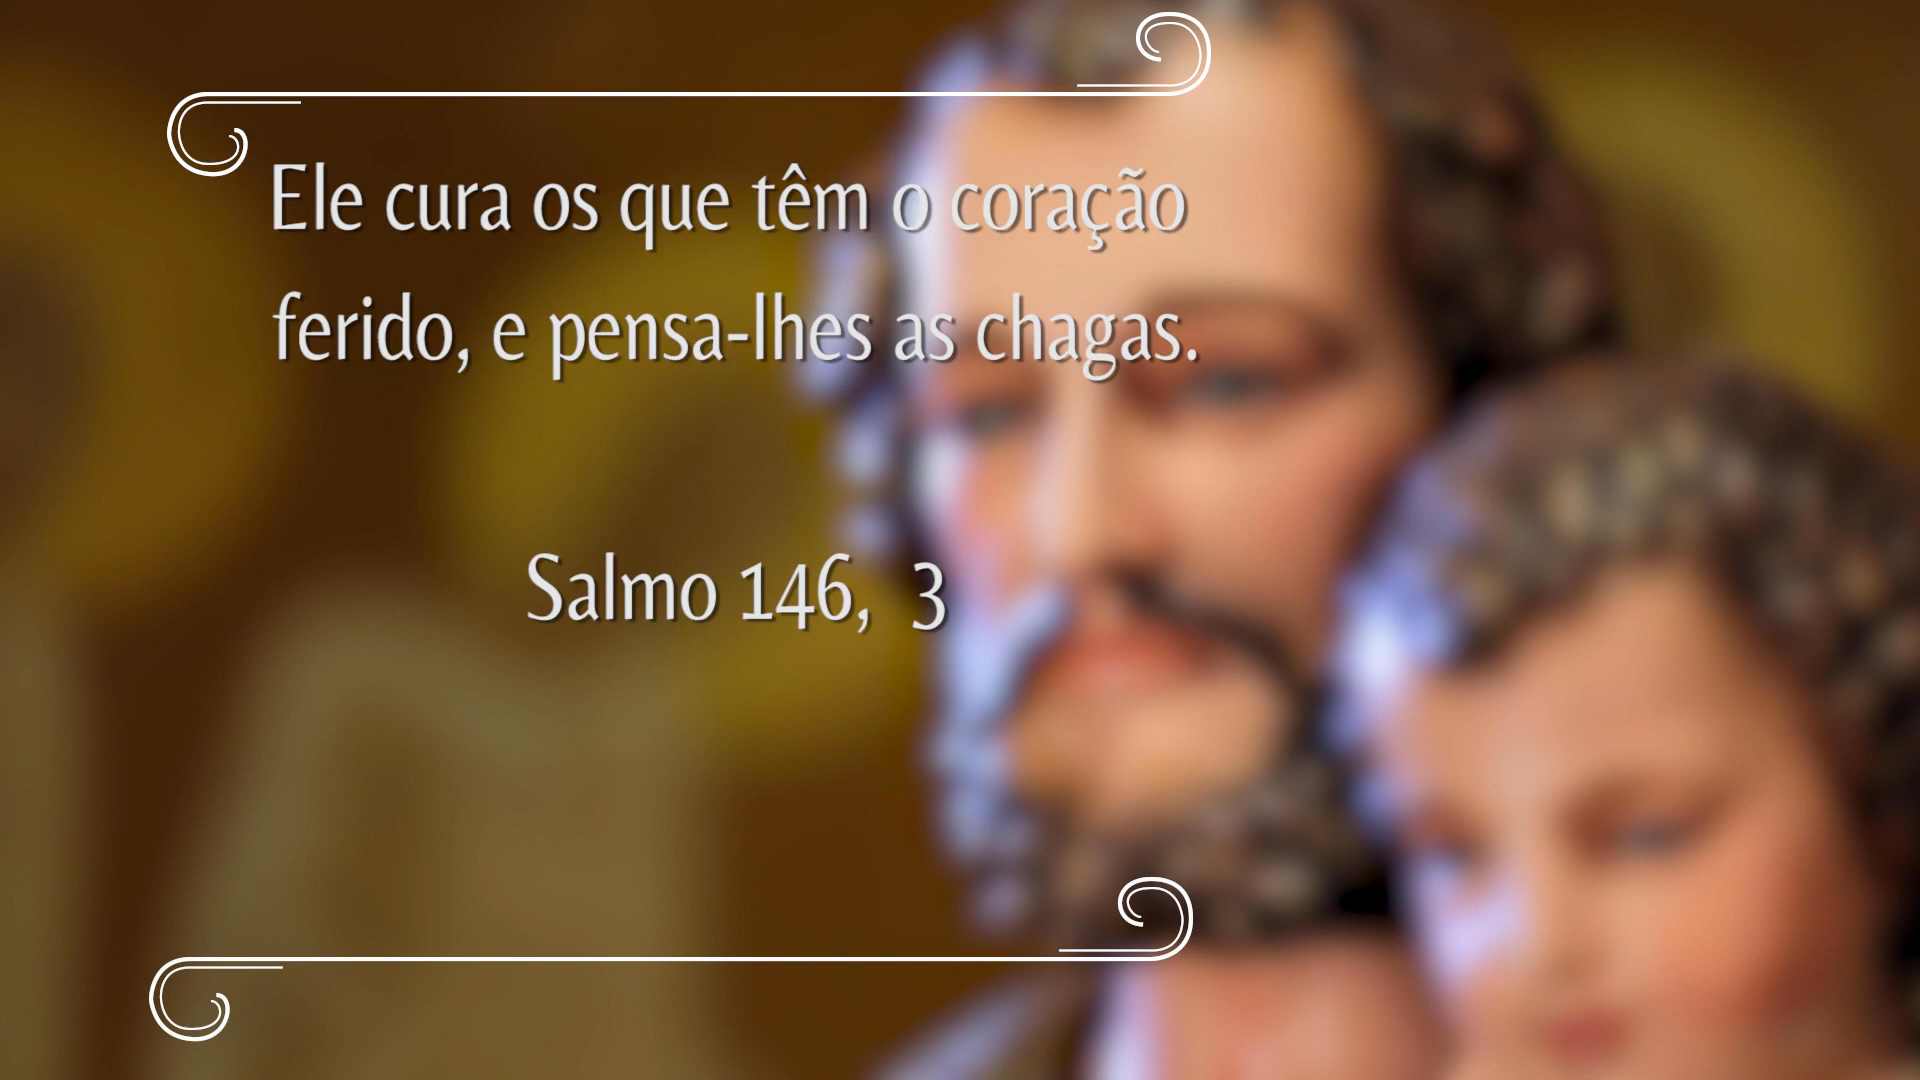 Ele cura os que têm o coração
ferido, e pensa-lhes as chagas.
Salmo 146, 3